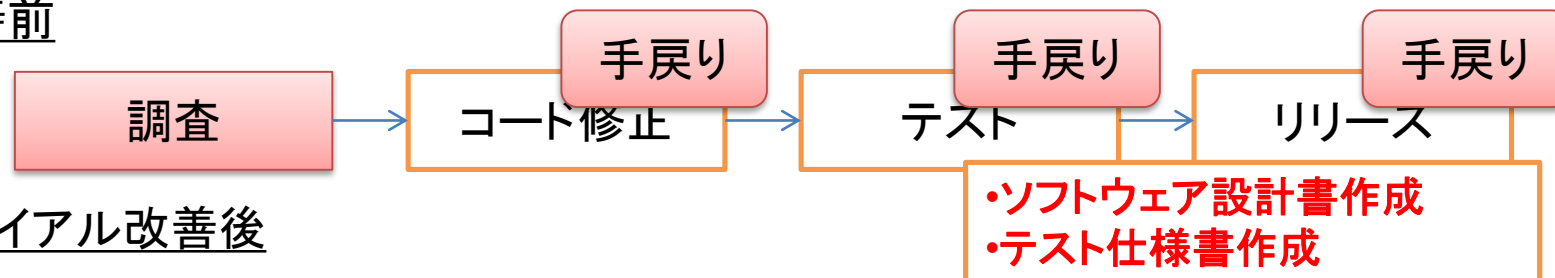 善前
手戻り
手戻り
手戻り
調査
コード修正
テスト
リリース
•ソフトウェア設計書作成
•テスト仕様書作成
イアル改善後